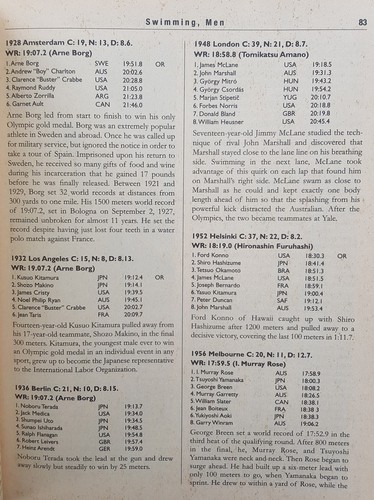 Swimming, Men
83
1928 Amsterdam C: 19, N: 13, D: 8.6.
WR: 19:07.2 (Arne Borg)
1. Arne Borg SWE 19:51.8 OR
2. Andrew "Boy" Charlton AUS 20:02.6
3. Clarence "Buster" Crabbe USA 20:28.8
4. Raymond Ruddy USA 21:05.0
5. Alberto Zorrilla ARG 21:23.8
6. Garnet Ault CAN 21:46.0
Arne Borg led from start to finish to win his only
Olympic gold medal. Borg was an extremely popular
athlete in Sweden and abroad. Once he was called up
for military service, but ignored the notice in order to
take a tour of Spain. Imprisoned upon his return to
Sweden, he received so many gifts of food and wine
during his incarceration that he gained 17 pounds
before he was finally released. Between 1921 and
1929, Borg set 32 world records at distances from
300 yards to one mile. His 1500 meters world record
of 19:07.2, set in Bologna on September 2, 1927,
remained unbroken for almost 11 years. He set the
record despite having just lost four teeth in a water
polo match against France.
1932 Los Angeles C: 15, N: 8, D: 8.13.
WR: 19.07.2 (Arne Borg)
1. Kusuo Kitamura JPN 19:12.4 OR
2. Shozo Makino JPN 19:14.1
3. James Cristy USA 19:39.5
4. Noel Philip Ryan AUS 19:45.1
5. Clarence "Buster" Crabbe USA 20:02.7
6. Jean Taris FRA 20:09.7
Fourteen-year-old Kusuo Kitamura pulled away from
his 17-year-old teammate, Shozo Makino, in the final
300 meters. Kitamura, the youngest male ever to win
an Olympic gold medal in an individual event in any
sport, grew up to become the Japanese representative
to the International Labor Organization.
1936 Berlin C: 21, N: 10, D: 8.15.
WR: 19:07.2 (Arne Borg)
1. Noboru Terada JPN 19:13.7
2. Jack Medica USA 19:34.0
3. Shumpei Uto JPN 19:34.5
4. Sunao Ishiharada JPN 19:48.5
5. Ralph Flanagan USA 19:54.8
6. Robert Leivers GBR 19:57.4
7. Heinz Arendt GER 19:59.0
Noboru Terada took the lead at the gun and drew
away slowly but steadily to win by 25 meters.
1948 London C: 39, N: 21, D: 8.7.
WR: 18:58.8 (Tomikatsu Amano)
1. James McLane USA 19:18.5
2. John Marshall AUS 19:31.3
3. György Mitró HUN 19:43.2
4. György Csordás HUN 19:54.2
5. Marjan Stipetič YUG 20:10.7
6. Forbes Norris USA 20:18.8
7. Donald Bland GBR 20:19.8
8. William Heusner USA 20:45.4
Seventeen-year-old Jimmy McLane studied the tech-
nique of rival John Marshall and discovered that
Marshall stayed close to the lane line on his breathing
side. Swimming in the next lane, McLane took
advantage of this quirk on each lap that found him
on Marshall's right side. McLane swam as close to
Marshall as he could and kept exactly one body
length ahead of him so that the splashing from his
powerful kick distracted the Australian. After the
Olympics, the two became teammates at Yale.
1952 Helsinki C: 37, N: 22, D: 8.2.
WR: 18:19.0 (Hironashin Furuhashi)
1. Ford Konno USA 18:30.3 OR
2. Shiro Hashizume JPN 18:41.4
3. Tetsuo Okamoto BRA 18:51.3
4. James McLane USA 18:51.5
5. Joseph Bernardo FRA 18:59.1
6. Yasuo Kitamura JPN 19:00.4
7. Peter Duncan SAF 19:12.1
8. John Marshall AUS 19:53.4
Ford Konno of Hawaii caught up with Shiro
Hashizume after 1200 meters and pulled away to a
decisive victory, covering the last 100 meters in 1:11.7.
1956 Melbourne C: 20, N: 11, D: 12.7.
WR: 17:59.5 (I. Murray Rose)
1. I. Murray Rose AUS 17:58.9
2. Tsuyoshi Yamanaka JPN 18:00.3
3. George Breen USA 18:08.2
4. Murray Garretty AUS 18:26.5
5. William Slater CAN 18:38.1
6. Jean Boiteux FRA 18:38.3
7. Yukiyoshi Aoki JPN 18:38.3
8. Garry Winram AUS 19:06.2
George Breen set a world record of 17:52.9 in the
third heat of the qualifying round. After 800 meters
in the final, he, Murray Rose, and Tsuyoshi
Yamanaka were neck and neck. Then Rose began to
surge ahead. He had built up a six-meter lead with
only 100 meters to go, when Yamanaka began to
sprint. He drew to within a yard of Rose, while the